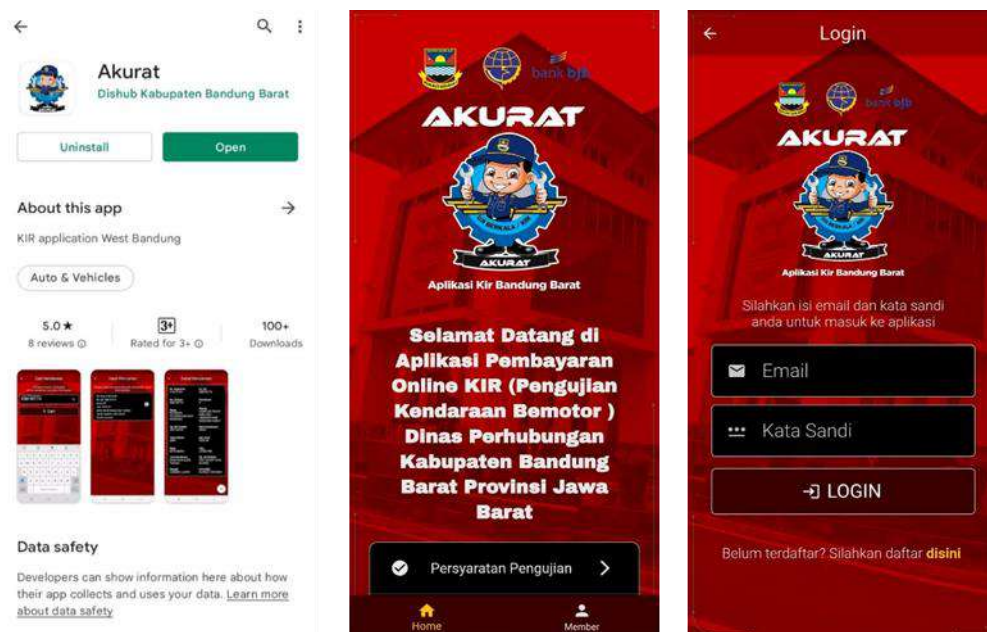 Akurat
Dishub Kabupaten Bandung Barat
Uninstall
Open
About this app
KIR application West Bandung
Auto & Vehicles
5.0★
8 reviews
3+
Rated for 3+
100+
Downloads
Data safety
Developers can show information here about how
their app collects and uses your data. Learn more
about data safety
bank bjb
AKURAT
UJI BERKALA / KIR
AKURAT
Aplikasi Kir Bandung Barat
Selamat Datang di
Aplikasi Pembayaran
Online KIR (Pengujian
Kendaraan Bemotor )
Dinas Perhubungan
Kabupaten Bandung
Barat Provinsi Jawa
Barat
Persyaratan Pengujian
Home
Member
Login
bank bjb
AKURAT
AKURAT
Aplikasi Kir Bandung Barat
Silahkan isi email dan kata sandi
anda untuk masuk ke aplikasi
Email
Kata Sandi
LOGIN
Belum terdaftar? Silahkan daftar disini